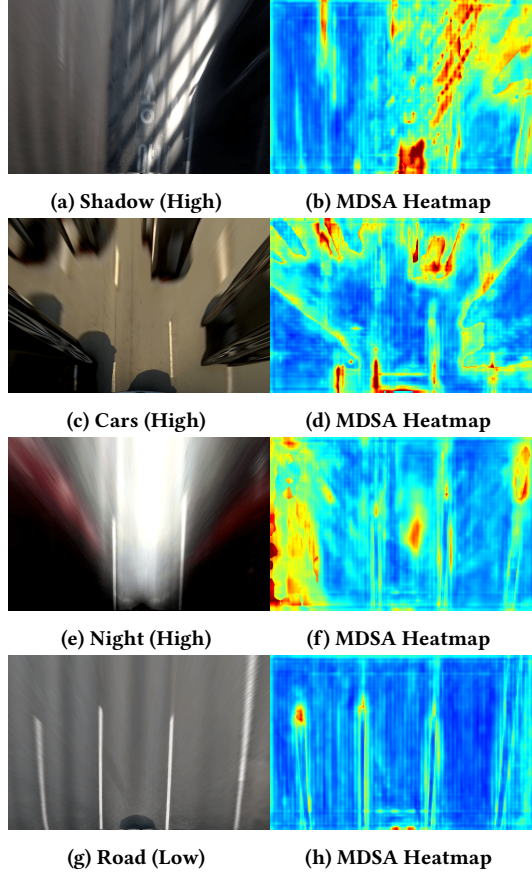 (a) Shadow (High) (b) MDSA Heatmap
(c) Cars (High) (d) MDSA Heatmap
(e) Night (High) (f) MDSA Heatmap
(g) Road (Low) (h) MDSA Heatmap